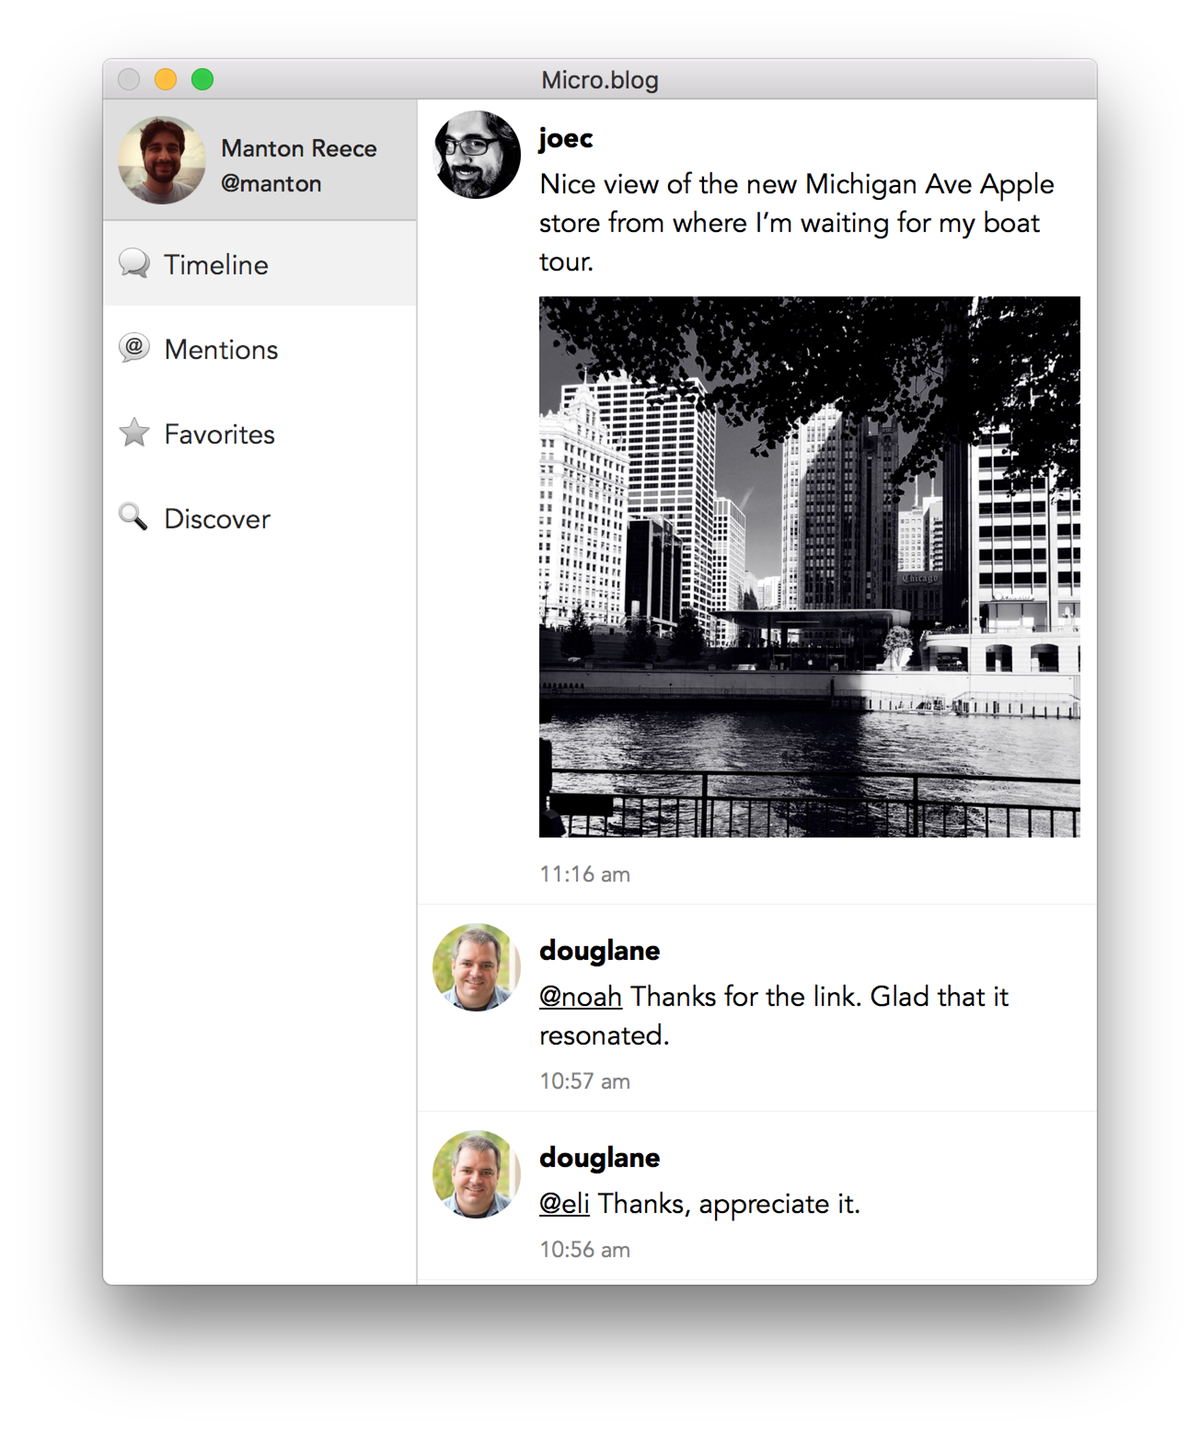 Micro.blog
Manton Reece
@manton
Timeline
Mentions
Favorites
Discover
joec
Nice view of the new Michigan Ave Apple
store from where I’m waiting for my boat
tour.
Chicago
11:16 am
douglane
@noah Thanks for the link. Glad that it
resonated.
10:57 am
douglane
@eli Thanks, appreciate it.
10:56 am